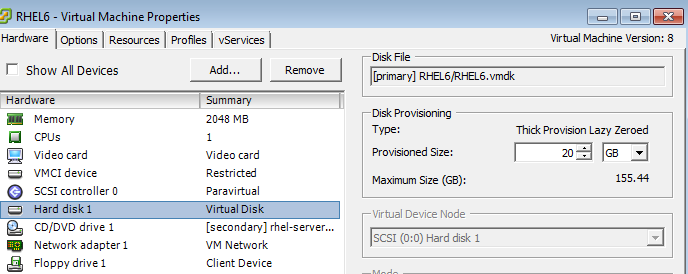 RHEL6 - Virtual Machine Properties
Hardware Options Resources Profiles vServices Virtual Machine Version: 8
Show All Devices Add... Remove
Hardware Summary
Memory 2048 MB
CPUs 1
Video card Video card
VMCI device Restricted
SCSI controller 0 Paravirtual
Hard disk 1 Virtual Disk
CD/DVD drive 1 [secondary] rhel-server...
Network adapter 1 VM Network
Floppy drive 1 Client Device
Disk File
[primary] RHEL6/RHEL6.vmdk
Disk Provisioning
Type: Thick Provision Lazy Zeroed
Provisioned Size: 20 GB
Maximum Size (GB): 155.44
Virtual Device Node
SCSI (0:0) Hard disk 1
Mode